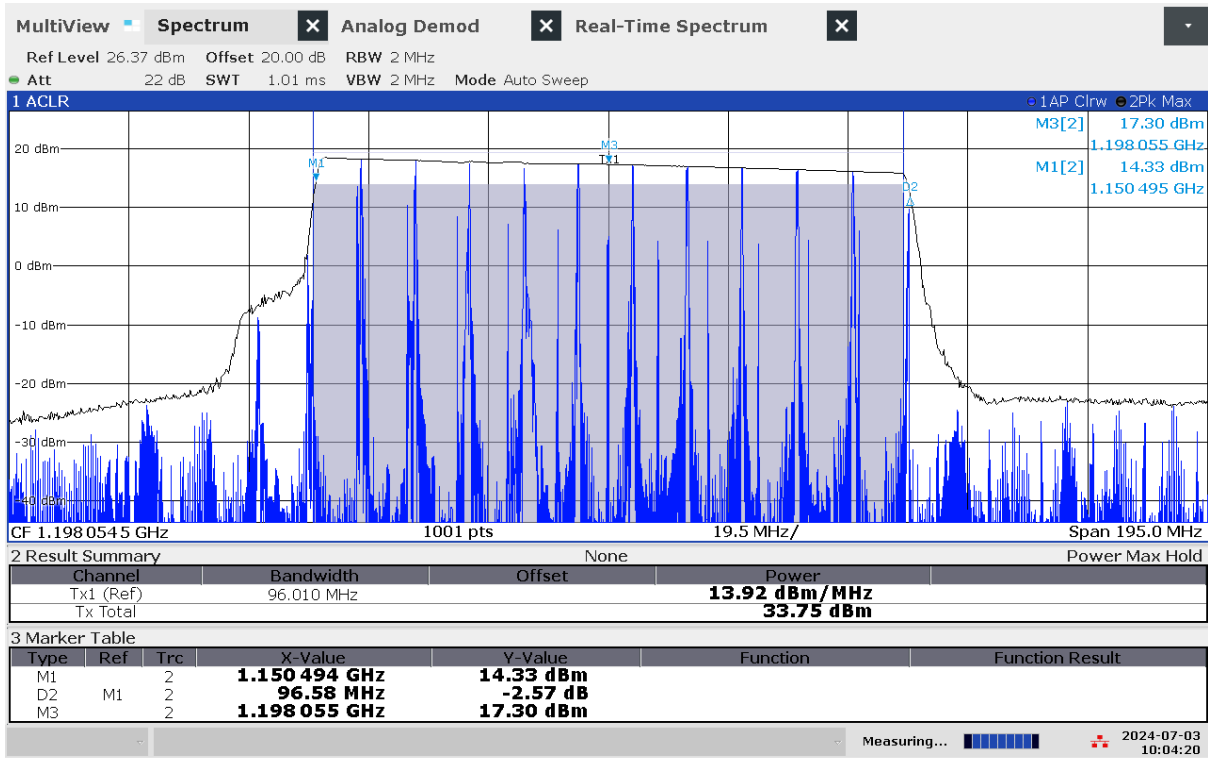 MultiView Spectrum X Analog Demod X Real-Time Spectrum X
Ref Level 26.37 dBm Offset 20.00 dB RBW 2 MHz
Att 22 dB SWT 1.01 ms VBW 2 MHz Mode Auto Sweep
1 ACLR 1AP Clrw 2Pk Max
M3[2] 17.30 dBm
1.198 055 GHz
M1[2] 14.33 dBm
1.150 495 GHz
20 dBm
M3
Tx1
M1
D2
10 dBm
0 dBm
-10 dBm
-20 dBm
-30 dBm
-40 dBm
CF 1.198 054 5 GHz 1001 pts 19.5 MHz/ Span 195.0 MHz
2 Result Summary None Power Max Hold
Channel Bandwidth Offset Power
Tx1 (Ref) 96.010 MHz 13.92 dBm/MHz
Tx Total 33.75 dBm
3 Marker Table
Type Ref Trc X-Value Y-Value Function Function Result
M1 2 1.150 494 GHz 14.33 dBm
D2 M1 2 96.58 MHz -2.57 dB
M3 2 1.198 055 GHz 17.30 dBm
Measuring... 2024-07-03
10:04:20